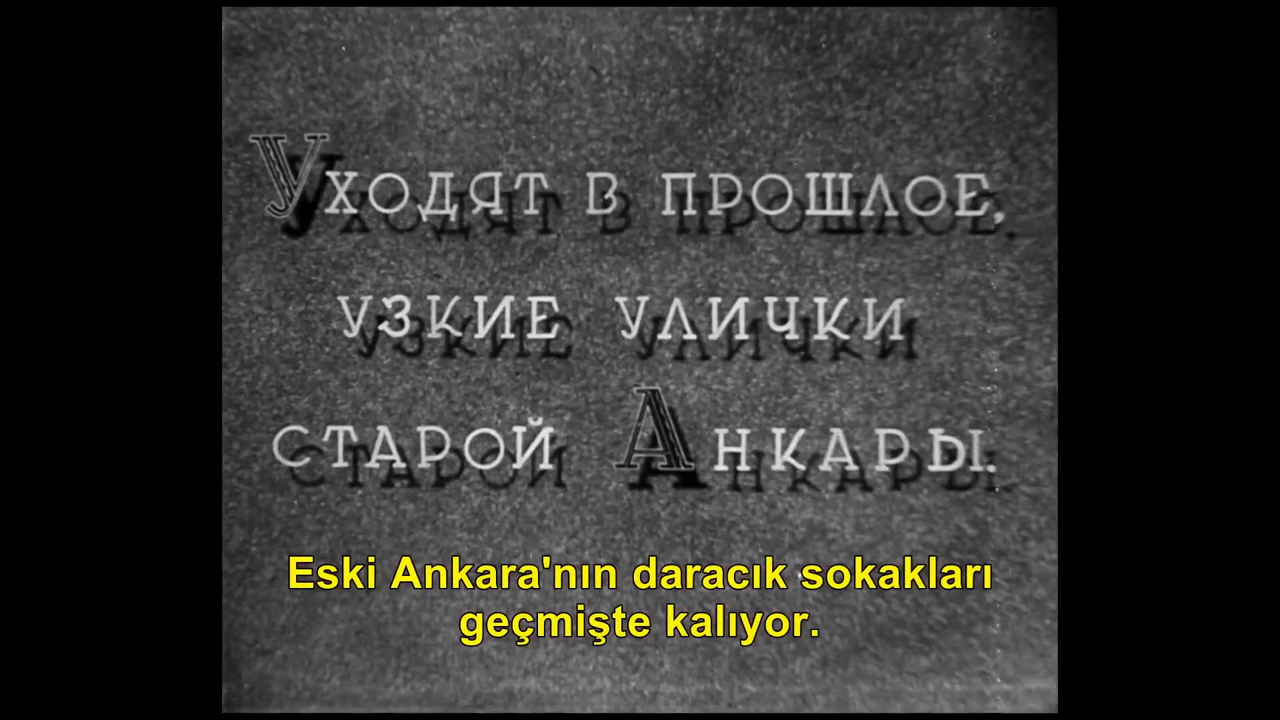 Уходят в прошлое,
узкие улички
старой Анкары.
Eski Ankara'nın daracık sokakları
geçmişte kalıyor.